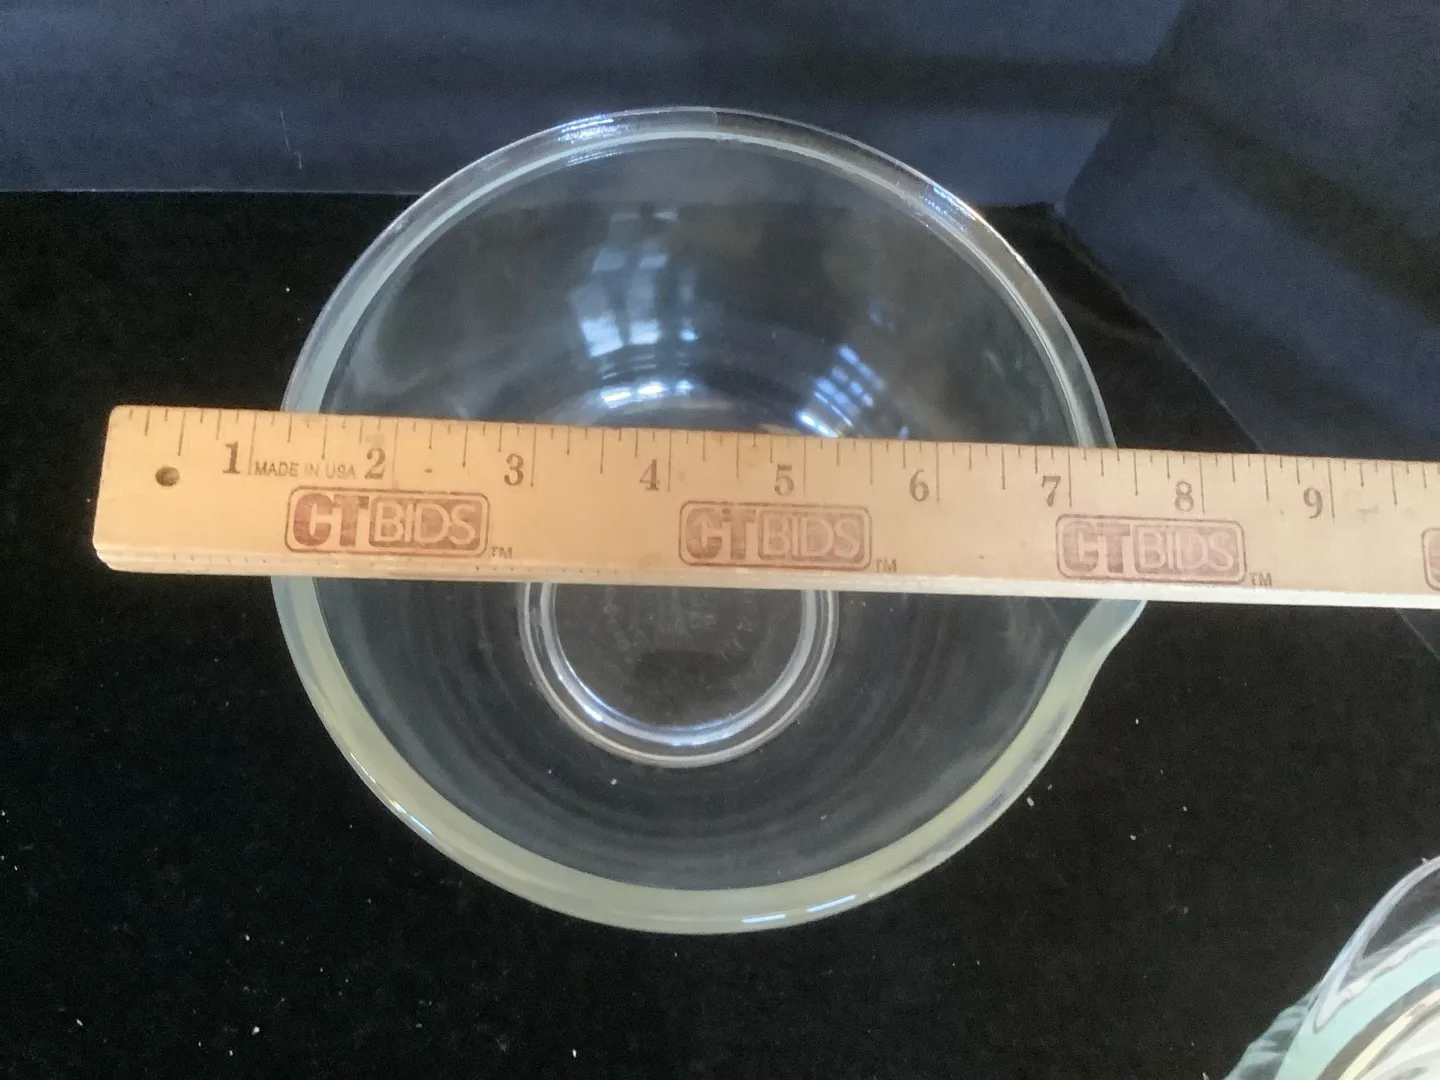 1 2 3 4 5 6 7 8 9
MADE IN USA
CTBIDS™ CTBIDS™ CTBIDS™